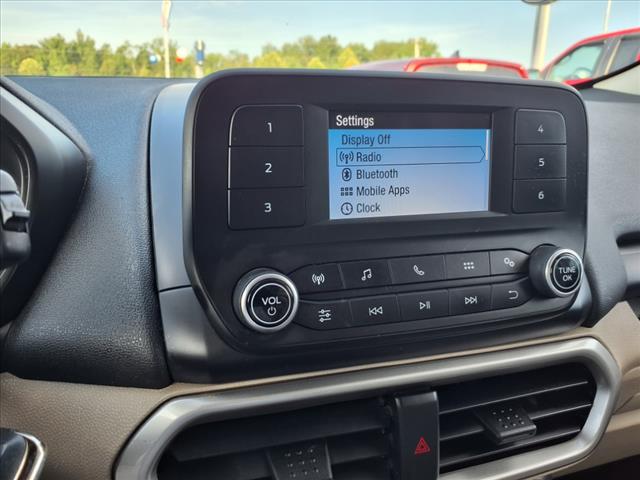 Settings
Display Off
Radio
Bluetooth
Mobile Apps
Clock
1
2
3
4
5
6
VOL
TUNE
OK